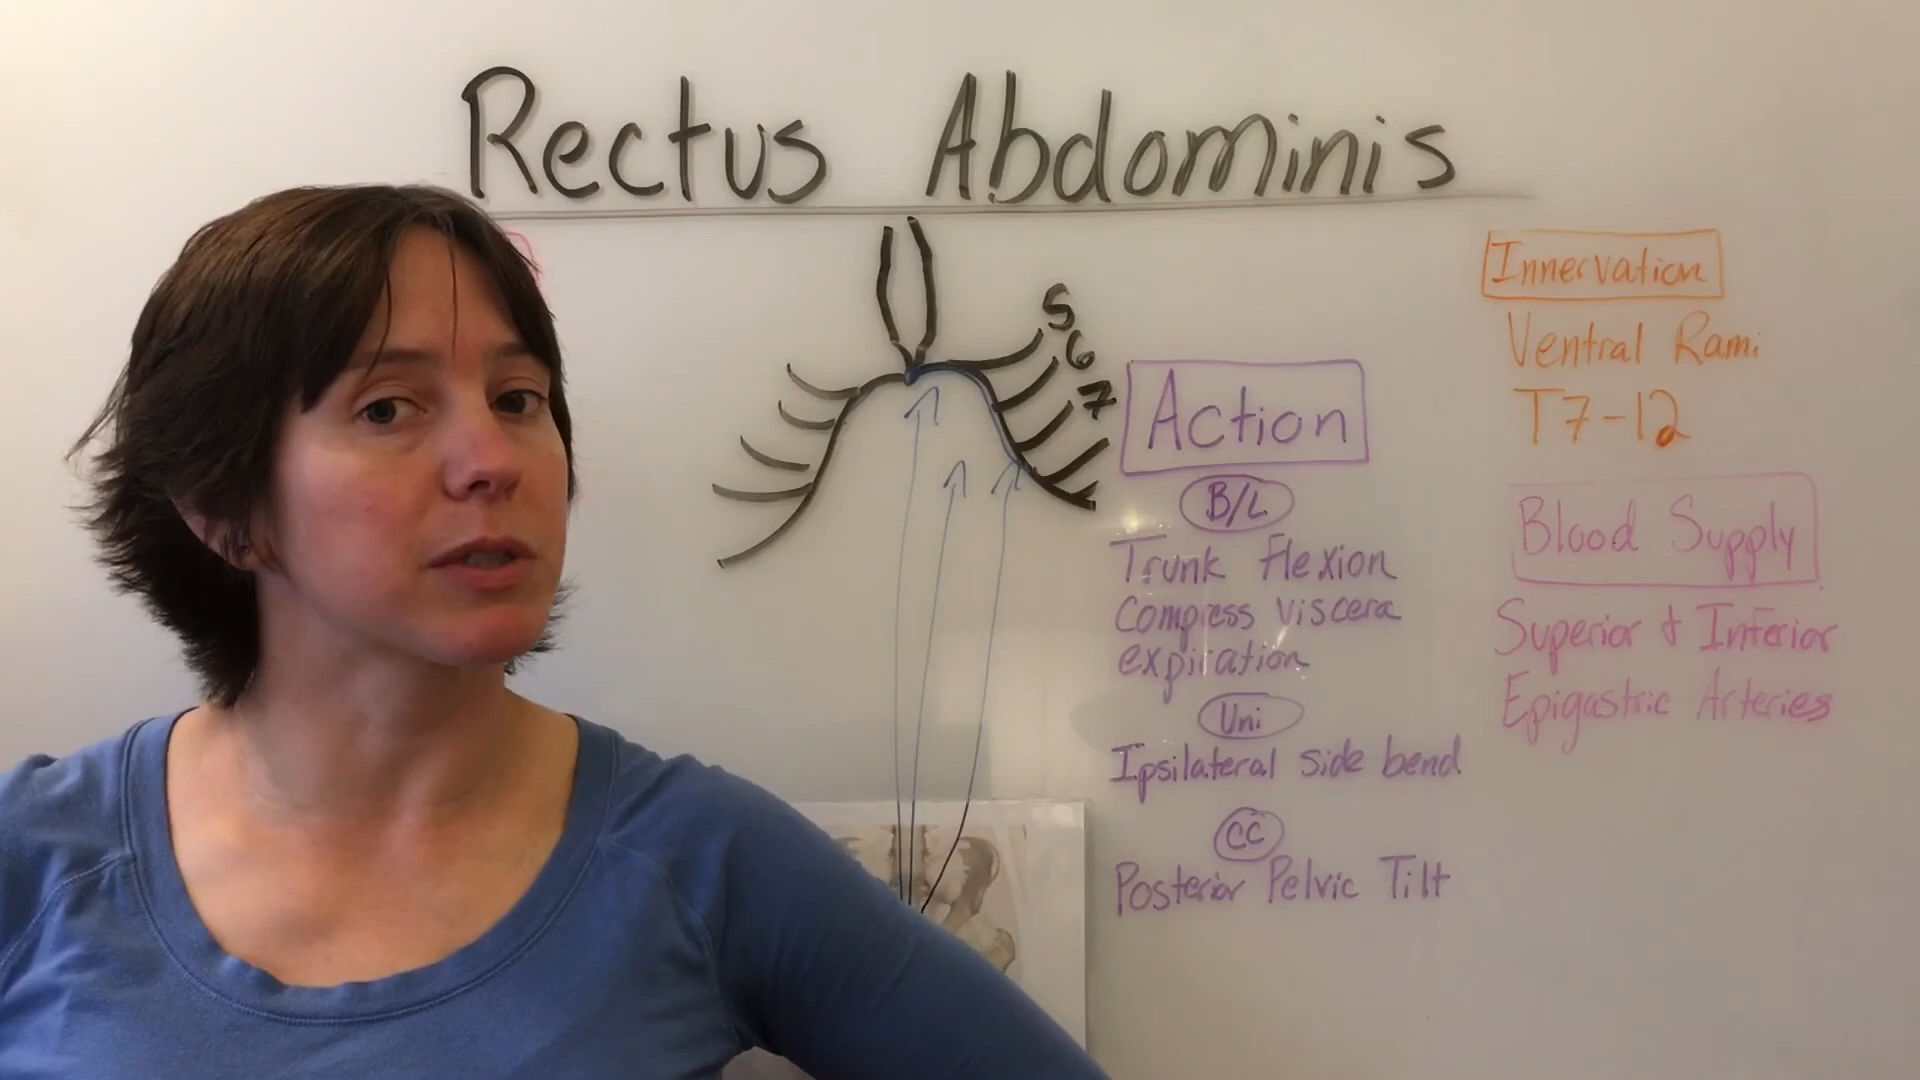 Rectus Abdominis
5
6
7
Action
B/L
Trunk Flexion
Compress viscera
expiration
Uni
Ipsilateral side bend
CC
Posterior Pelvic Tilt
Innervation
Ventral Rami
T7-12
Blood Supply
Superior + Inferior
Epigastric Arteries